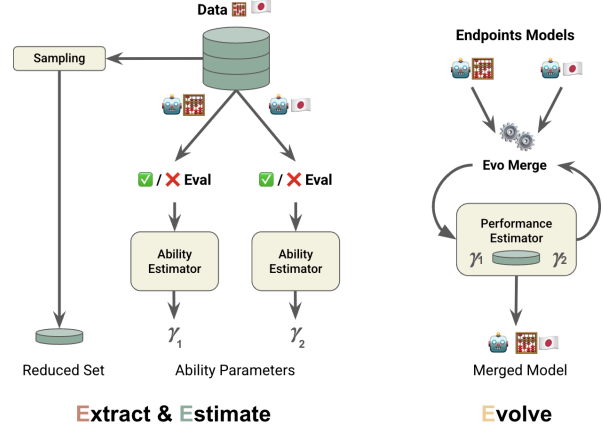 Data
Sampling
Endpoints Models
/ Eval
/ Eval
Evo Merge
Ability
Estimator
Ability
Estimator
Performance
Estimator
γ1
γ2
γ1
γ2
Reduced Set
Ability Parameters
Merged Model
Extract & Estimate
Evolve